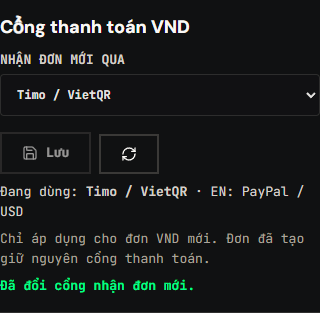 Cổng thanh toán VND
NHẬN ĐƠN MỚI QUA
Timo / VietQR
Lưu
Đang dùng: Timo / VietQR · EN: PayPal /
USD
Chỉ áp dụng cho đơn VND mới. Đơn đã tạo
giữ nguyên cổng thanh toán.
Đã đổi cổng nhận đơn mới.